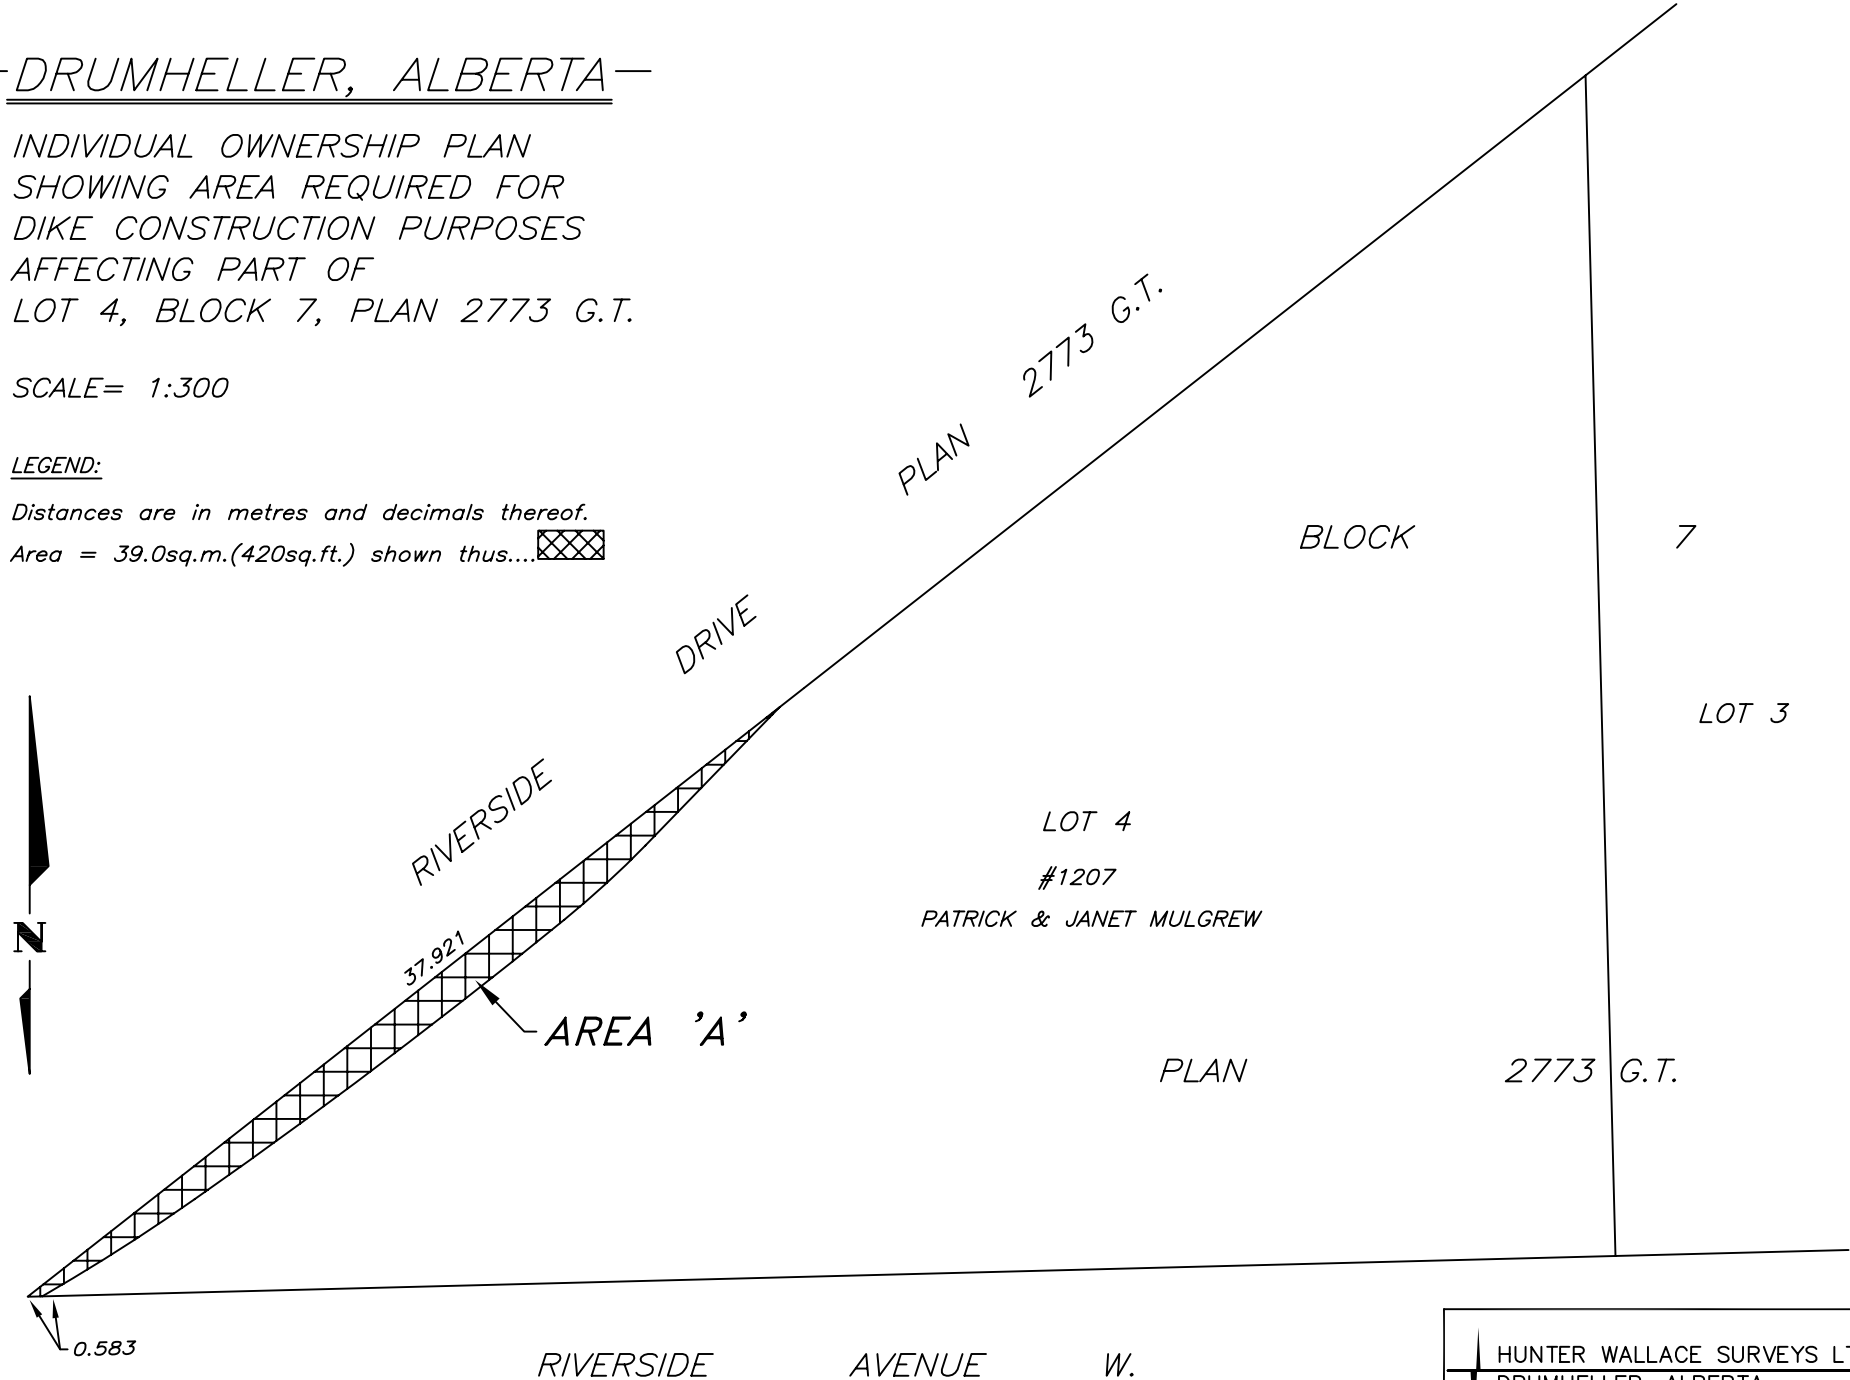 DRUMHELLER, ALBERTA
INDIVIDUAL OWNERSHIP PLAN
SHOWING AREA REQUIRED FOR
DIKE CONSTRUCTION PURPOSES
AFFECTING PART OF
LOT 4, BLOCK 7, PLAN 2773 G.T.
SCALE= 1:300
LEGEND:
Distances are in metres and decimals thereof.
Area = 39.0sq.m.(420sq.ft.) shown thus....
RIVERSIDE DRIVE PLAN 2773 G.T.
BLOCK 7
LOT 3
LOT 4
#1207
PATRICK & JANET MULGREW
37.921
AREA 'A'
PLAN 2773 G.T.
N
0.583
RIVERSIDE AVENUE W.
HUNTER WALLACE SURVEYS
DRUMHELLER, ALBERTA